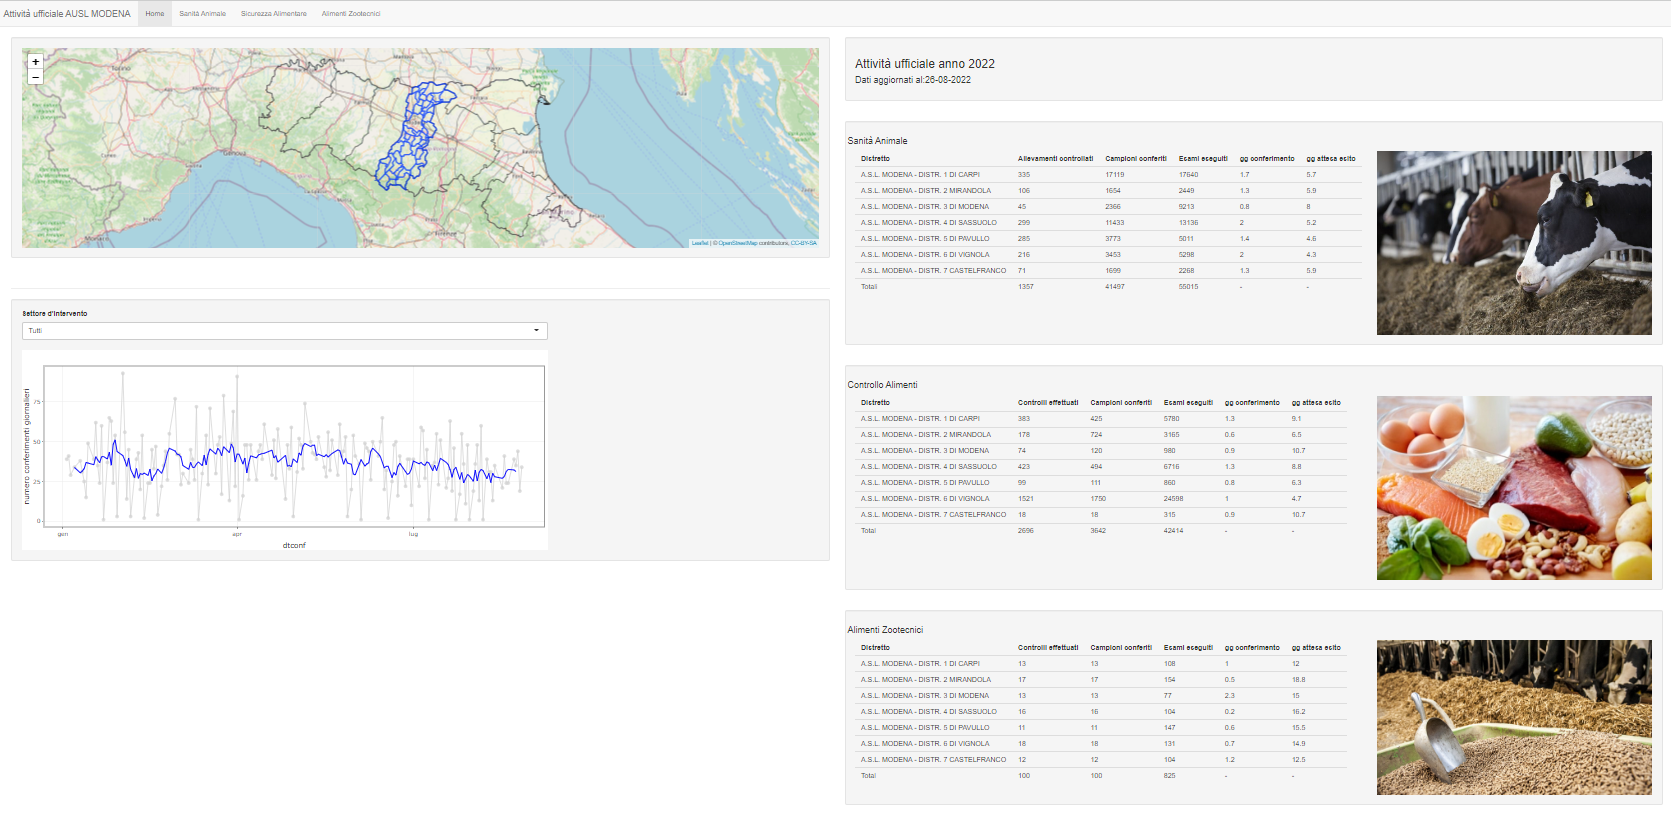 Attività ufficiale AUSL MODENA Home Sanità Animale Sicurezza Alimentare Alimenti Zootecnici
+
−
Genova
Leaflet | © OpenStreetMap contributors, CC-BY-SA
Settore d'intervento
Tutti
numero conferimenti giornalieri
75
50
25
0
gen apr lug
dtconf
Attività ufficiale anno 2022
Dati aggiornati al:26-08-2022
Sanità Animale
Distretto Allevamenti controllati Campioni conferiti Esami eseguiti gg conferimento gg attesa esito
A.S.L. MODENA - DISTR. 1 DI CARPI 335 17119 17640 1.7 5.7
A.S.L. MODENA - DISTR. 2 MIRANDOLA 106 1654 2449 1.3 5.9
A.S.L. MODENA - DISTR. 3 DI MODENA 45 2366 9213 0.8 8
A.S.L. MODENA - DISTR. 4 DI SASSUOLO 299 11433 13136 2 5.2
A.S.L. MODENA - DISTR. 5 DI PAVULLO 285 3773 5011 1.4 4.6
A.S.L. MODENA - DISTR. 6 DI VIGNOLA 216 3453 5298 2 4.3
A.S.L. MODENA - DISTR. 7 CASTELFRANCO 71 1699 2268 1.3 5.9
Totali 1357 41497 55015 - -
Controllo Alimenti
Distretto Controlli effettuati Campioni conferiti Esami eseguiti gg conferimento gg attesa esito
A.S.L. MODENA - DISTR. 1 DI CARPI 383 425 5780 1.3 9.1
A.S.L. MODENA - DISTR. 2 MIRANDOLA 178 724 3165 0.6 6.5
A.S.L. MODENA - DISTR. 3 DI MODENA 74 120 980 0.9 10.7
A.S.L. MODENA - DISTR. 4 DI SASSUOLO 423 494 6716 1.3 8.8
A.S.L. MODENA - DISTR. 5 DI PAVULLO 99 111 860 0.8 6.3
A.S.L. MODENA - DISTR. 6 DI VIGNOLA 1521 1750 24598 1 4.7
A.S.L. MODENA - DISTR. 7 CASTELFRANCO 18 18 315 0.9 10.7
Total 2696 3642 42414 - -
Alimenti Zootecnici
Distretto Controlli effettuati Campioni conferiti Esami eseguiti gg conferimento gg attesa esito
A.S.L. MODENA - DISTR. 1 DI CARPI 13 13 108 1 12
A.S.L. MODENA - DISTR. 2 MIRANDOLA 17 17 154 0.5 18.8
A.S.L. MODENA - DISTR. 3 DI MODENA 13 13 77 2.3 15
A.S.L. MODENA - DISTR. 4 DI SASSUOLO 16 16 104 0.2 16.2
A.S.L. MODENA - DISTR. 5 DI PAVULLO 11 11 147 0.6 15.5
A.S.L. MODENA - DISTR. 6 DI VIGNOLA 18 18 131 0.7 14.9
A.S.L. MODENA - DISTR. 7 CASTELFRANCO 12 12 104 1.2 12.5
Total 100 100 825 - -